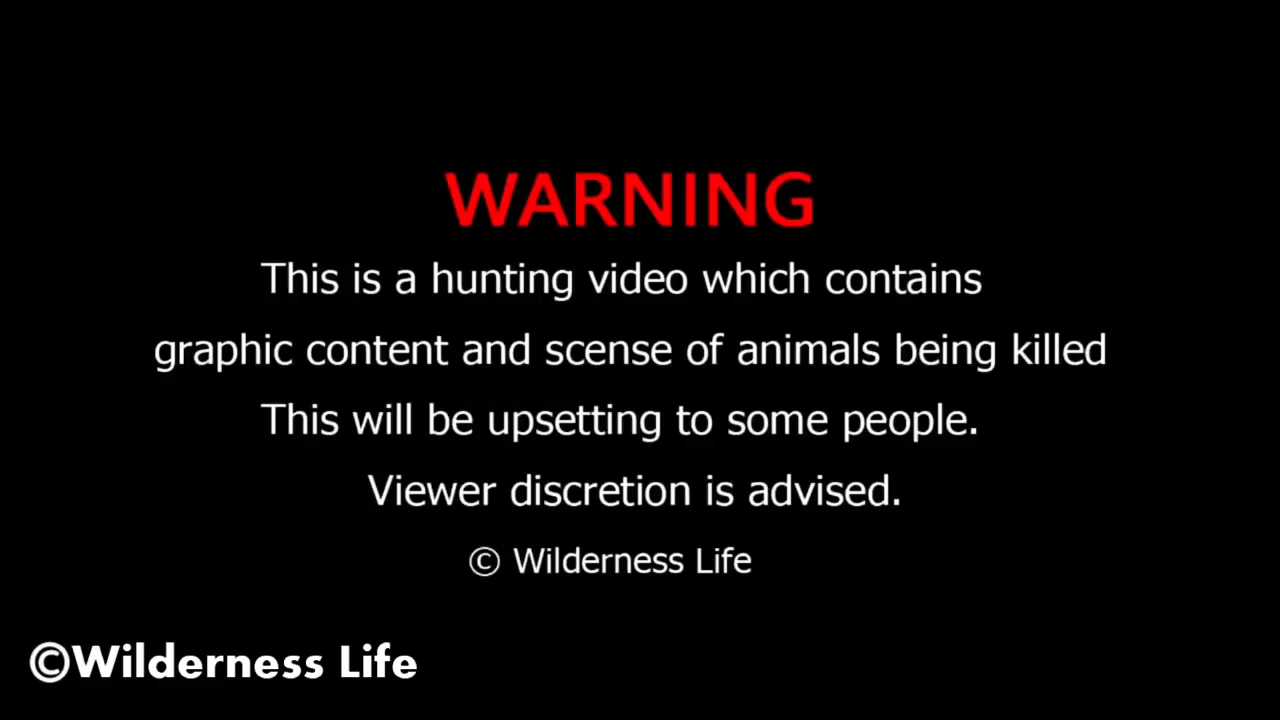 WARNING
This is a hunting video which contains
graphic content and scense of animals being killed
This will be upsetting to some people.
Viewer discretion is advised.
© Wilderness Life
©Wilderness Life